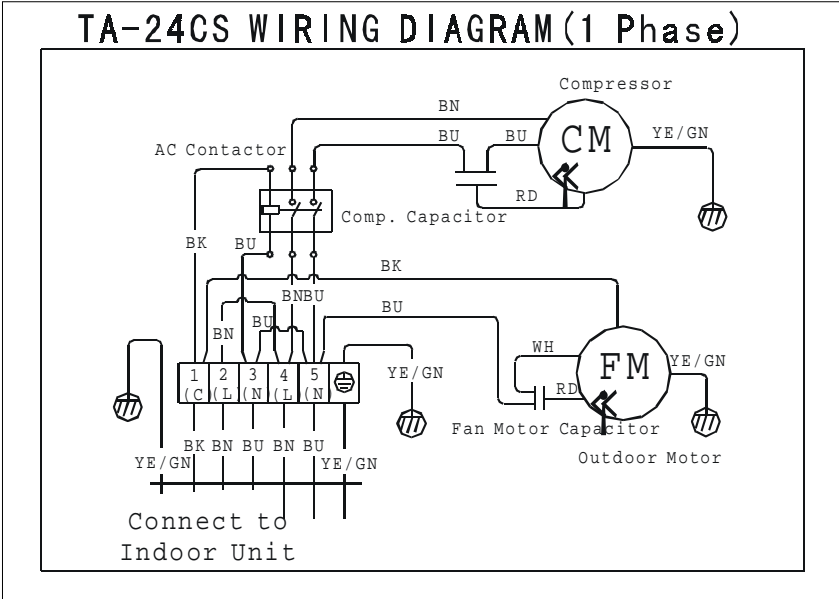 TA-24CS WIRING DIAGRAM(1 Phase)
Compressor
BN
BU
BU
CM
YE/GN
AC Contactor
RD
Comp. Capacitor
BK
BU
BK
BN
BU
BU
BN
BU
WH
FM
YE/GN
1
2
3
4
5
(C
(L)
(N)
(L
(N)
YE/GN
RD
Fan Motor Capacitor
Outdoor Motor
BK
BN
BU
BN
BU
YE/GN
YE/GN
Connect to
Indoor Unit